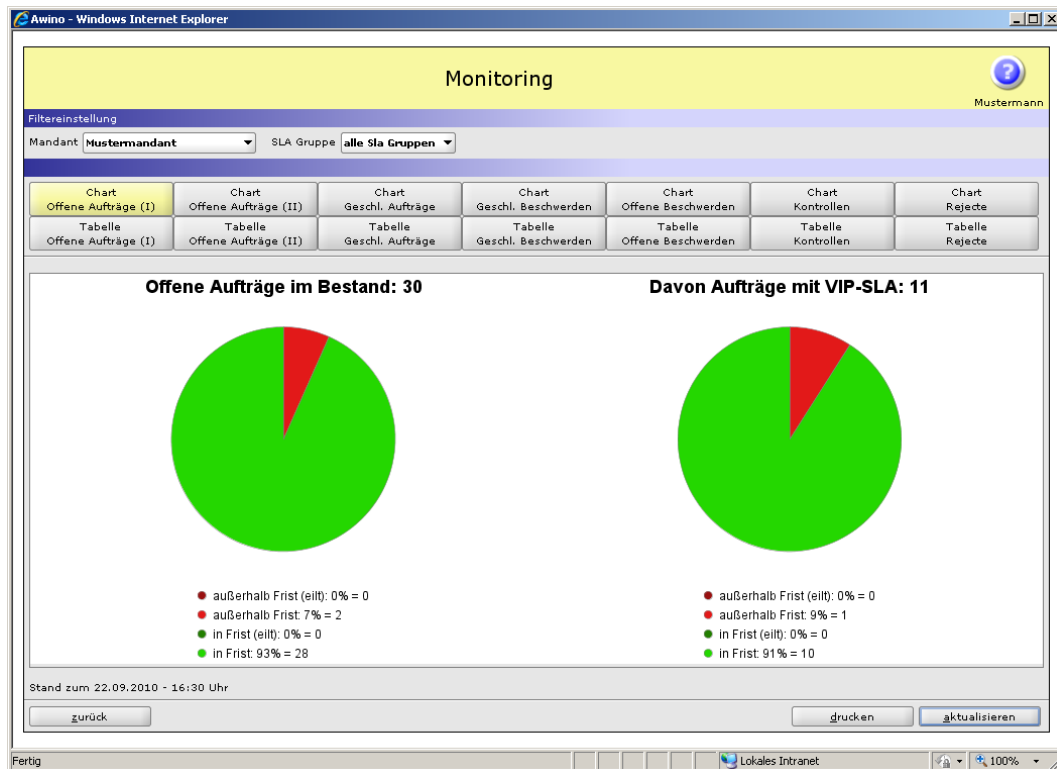 Awino - Windows Internet Explorer
Monitoring
Mustermann
Filtereinstellung
Mandant Mustermandant SLA Gruppe alle Sla Gruppen
Chart Offene Aufträge (I)
Chart Offene Aufträge (II)
Chart Geschl. Aufträge
Chart Geschl. Beschwerden
Chart Offene Beschwerden
Chart Kontrollen
Chart Rejecte
Tabelle Offene Aufträge (I)
Tabelle Offene Aufträge (II)
Tabelle Geschl. Aufträge
Tabelle Geschl. Beschwerden
Tabelle Offene Beschwerden
Tabelle Kontrollen
Tabelle Rejecte
Offene Aufträge im Bestand: 30
außerhalb Frist (eilt): 0% = 0
außerhalb Frist: 7% = 2
in Frist (eilt): 0% = 0
in Frist: 93% = 28
Davon Aufträge mit VIP-SLA: 11
außerhalb Frist (eilt): 0% = 0
außerhalb Frist: 9% = 1
in Frist (eilt): 0% = 0
in Frist: 91% = 10
Stand zum 22.09.2010 - 16:30 Uhr
zurück
drucken
aktualisieren
Fertig
Lokales Intranet
100%